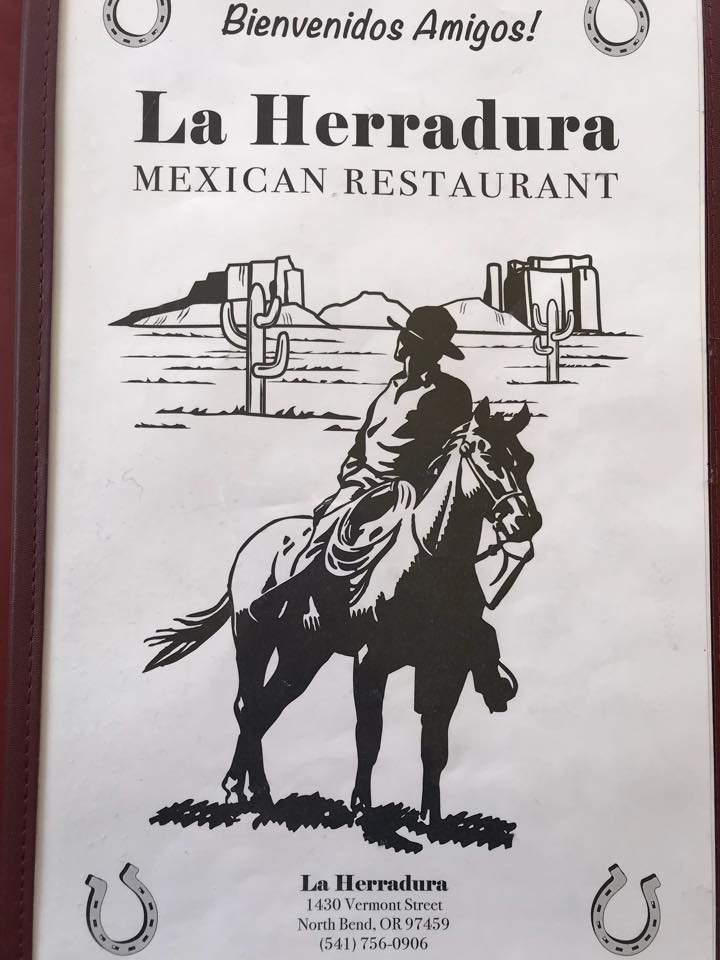 Bienvenidos Amigos!
La Herradura
MEXICAN RESTAURANT
La Herradura
1430 Vermont Street
North Bend, OR 97459
(541) 756-0906